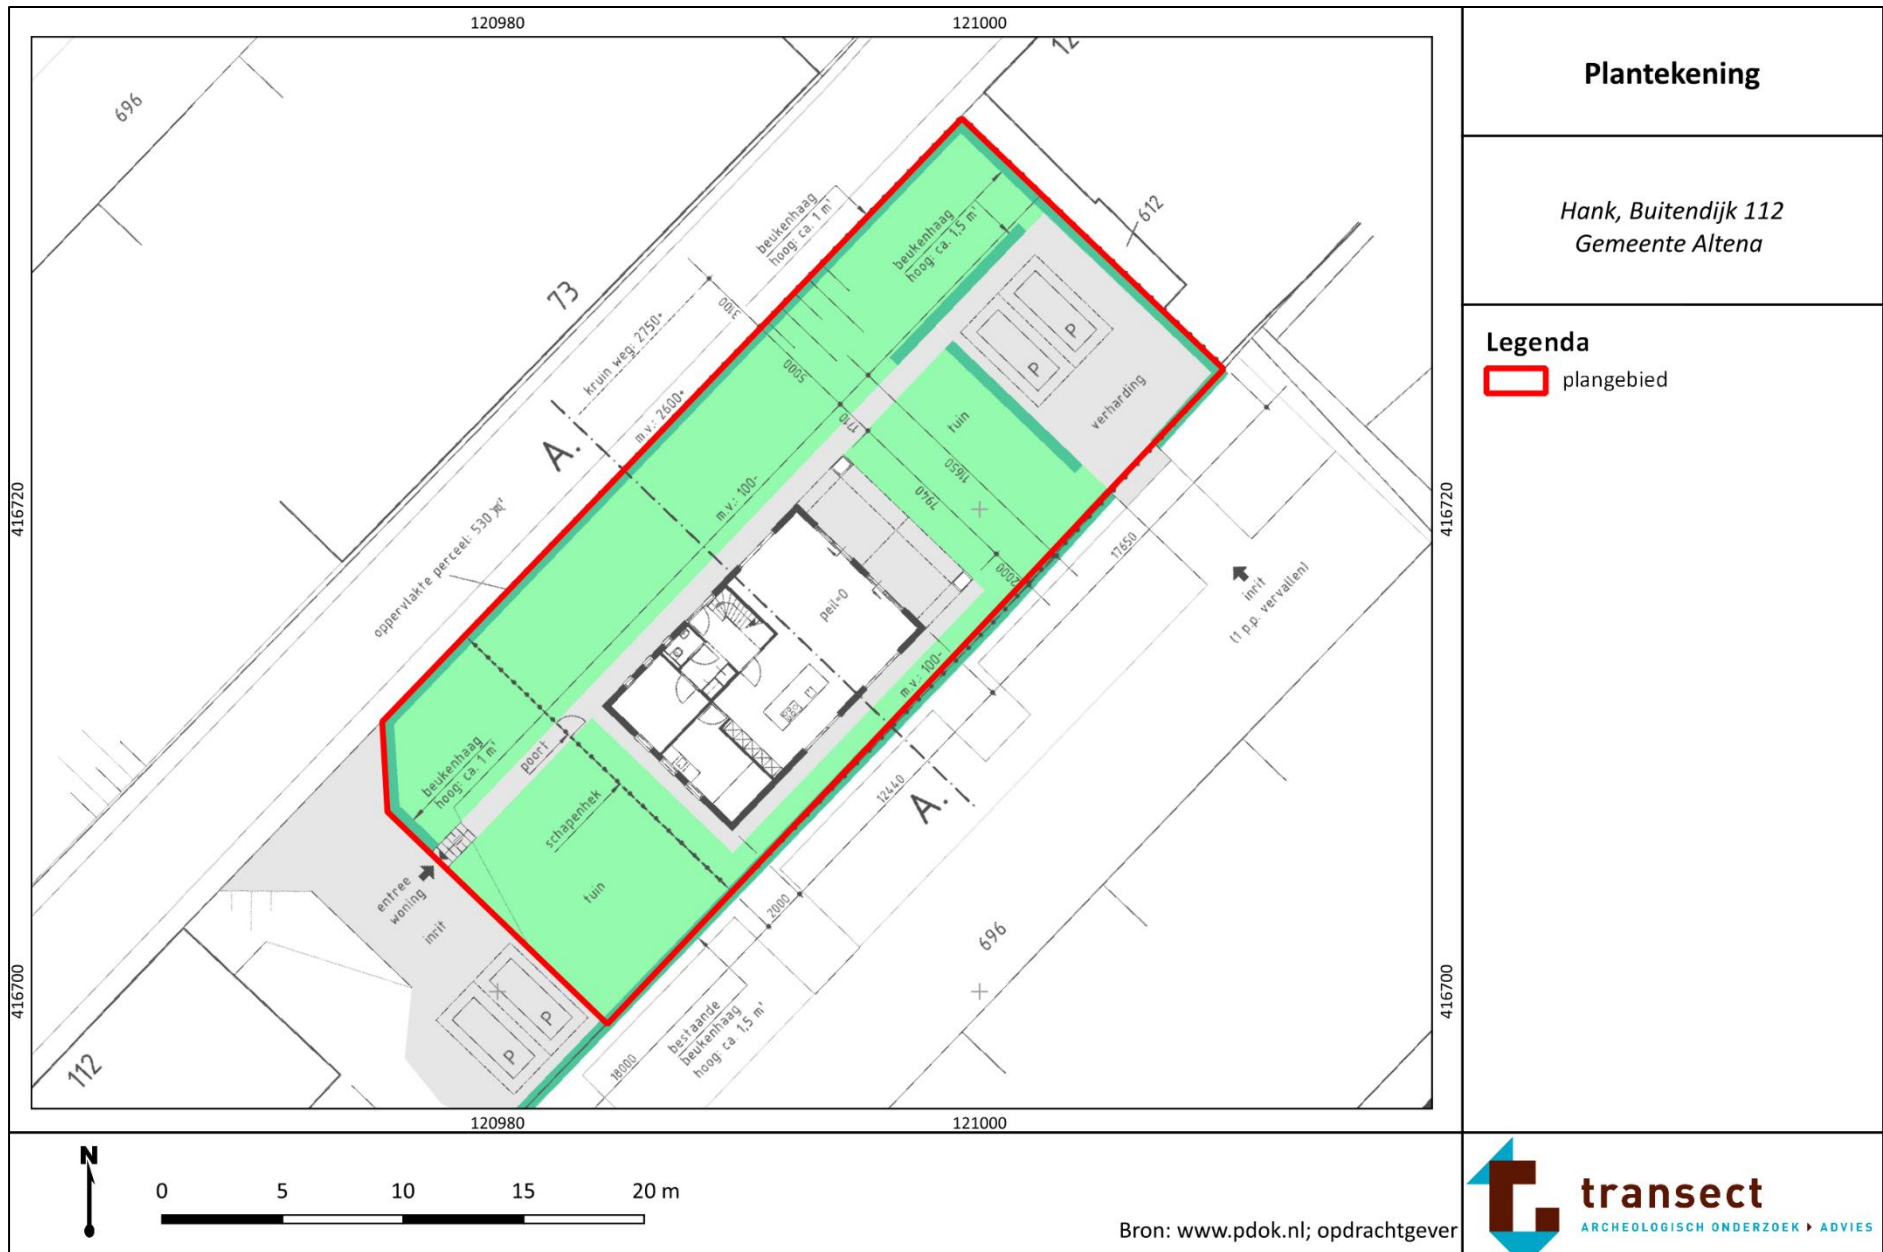 120980
121000
Plantekening
Hank, Buitendijk 112
Gemeente Altena
Legenda
plangebied
696
73
612
beukenhaag
hoog: ca. 1 m'
beukenhaag
hoog: ca. 1,5 m'
3100
kruin weg: 2750+
5000
m.v.: 2600+
A.
P
P
verharding
tuin
1710
11650
7940
m.v.: 100-
416720
416720
oppervlakte perceel: 530 m²
17650
2000
inrit
(1 p.p. vervallen)
peil=0
m.v.: 100-
poort
beukenhaag
hoog: ca. 1 m'
schapenhek
12440
A.
entree
woning
inrit
tuin
2000
696
416700
416700
P
P
bestaande
beukenhaag
hoog: ca. 1,5 m'
18000
112
120980
121000
N
0 5 10 15 20 m
Bron: www.pdok.nl; opdrachtgever
transect
ARCHEOLOGISCH ONDERZOEK ▸ ADVIES